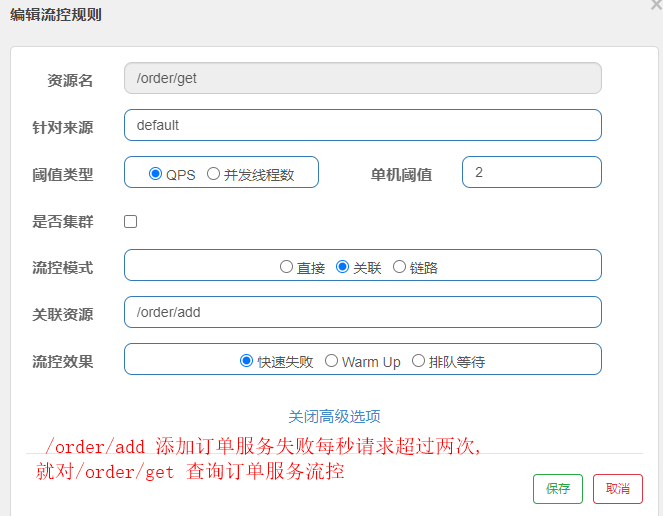 编辑流控规则
资源名 /order/get
针对来源 default
阈值类型 QPS 并发线程数 单机阈值 2
是否集群
流控模式 直接 关联 链路
关联资源 /order/add
流控效果 快速失败 Warm Up 排队等待
关闭高级选项
/order/add 添加订单服务失败每秒请求超过两次,
就对/order/get 查询订单服务流控
保存 取消